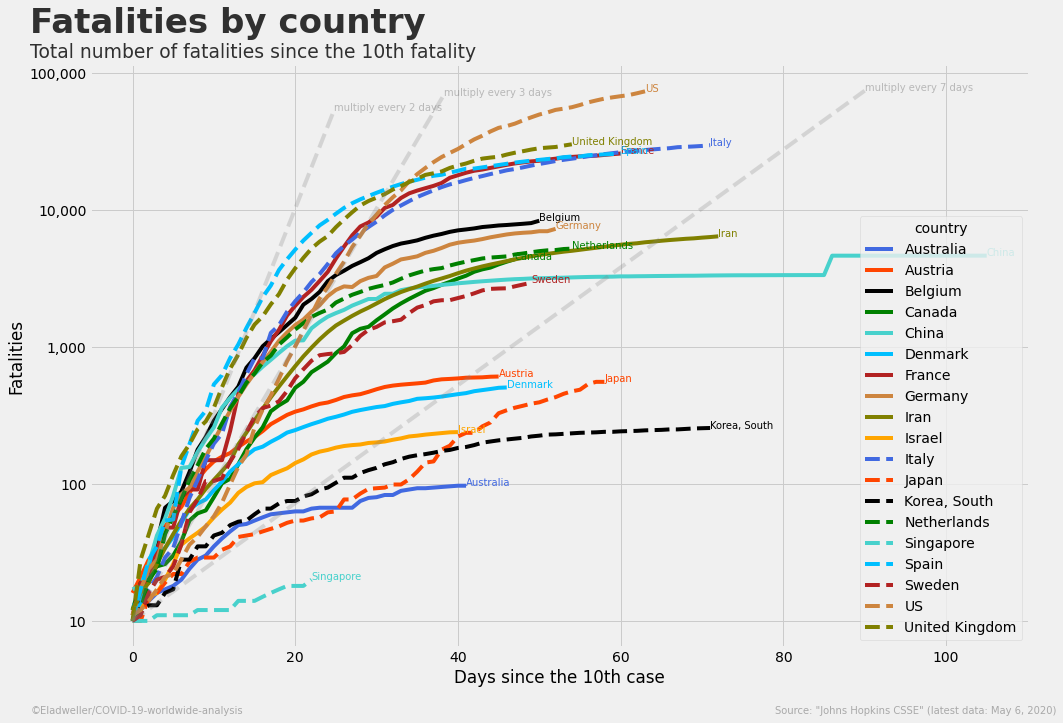 Fatalities by country
Total number of fatalities since the 10th fatality
100,000
10,000
1,000
100
10
Fatalities
multiply every 2 days
multiply every 3 days
multiply every 7 days
US
United Kingdom
Italy
France
Belgium
Germany
Iran
Netherlands
Canada
China
Sweden
Austria
Denmark
Japan
Israel
Korea, South
Australia
Singapore
country
Australia
Austria
Belgium
Canada
China
Denmark
France
Germany
Iran
Israel
Italy
Japan
Korea, South
Netherlands
Singapore
Spain
Sweden
US
United Kingdom
0
20
40
60
80
100
Days since the 10th case
©Eladweller/COVID-19-worldwide-analysis
Source: "Johns Hopkins CSSE" (latest data: May 6, 2020)